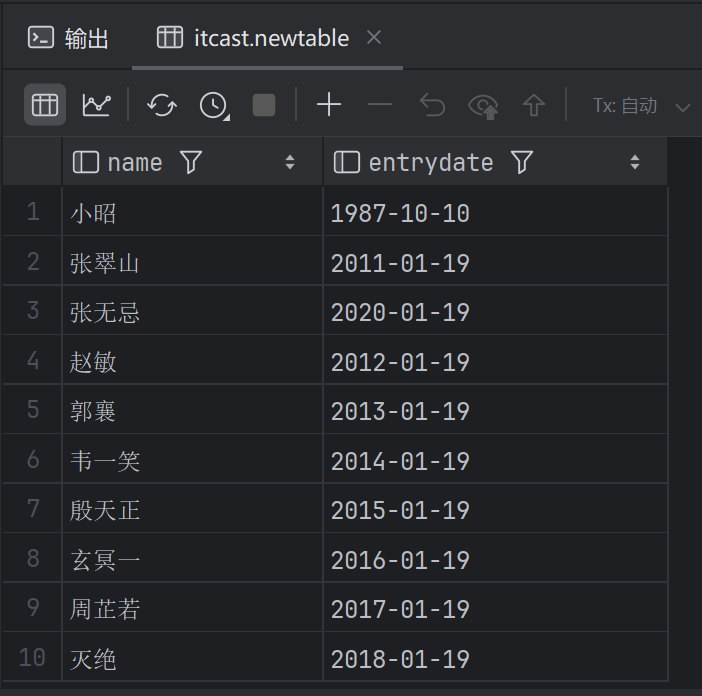 输出 itcast.newtable
Tx: 自动
name entrydate
1 小昭 1987-10-10
2 张翠山 2011-01-19
3 张无忌 2020-01-19
4 赵敏 2012-01-19
5 郭襄 2013-01-19
6 韦一笑 2014-01-19
7 殷天正 2015-01-19
8 玄冥一 2016-01-19
9 周芷若 2017-01-19
10 灭绝 2018-01-19